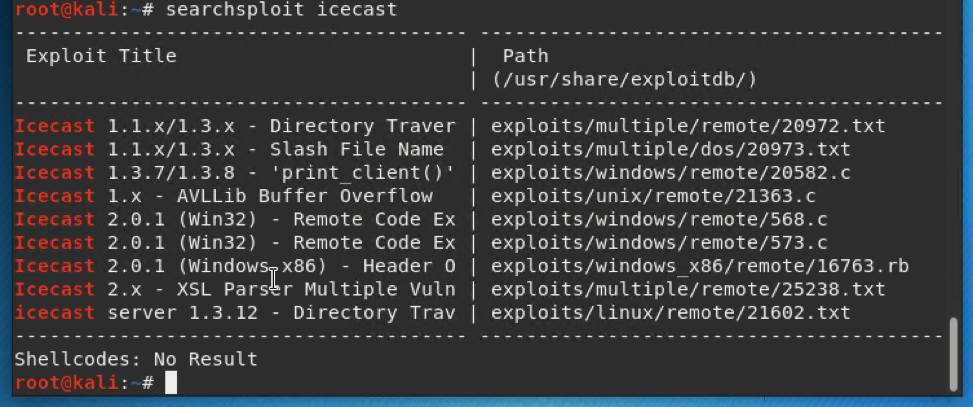 root@kali:~# searchsploit icecast
---------------------------------------- ----------------------------------------
Exploit Title | Path
| (/usr/share/exploitdb/)
---------------------------------------- ----------------------------------------
Icecast 1.1.x/1.3.x - Directory Traver | exploits/multiple/remote/20972.txt
Icecast 1.1.x/1.3.x - Slash File Name | exploits/multiple/dos/20973.txt
Icecast 1.3.7/1.3.8 - 'print_client()' | exploits/windows/remote/20582.c
Icecast 1.x - AVLLib Buffer Overflow | exploits/unix/remote/21363.c
Icecast 2.0.1 (Win32) - Remote Code Ex | exploits/windows/remote/568.c
Icecast 2.0.1 (Win32) - Remote Code Ex | exploits/windows/remote/573.c
Icecast 2.0.1 (Windows x86) - Header O | exploits/windows_x86/remote/16763.rb
Icecast 2.x - XSL Parser Multiple Vuln | exploits/multiple/remote/25238.txt
icecast server 1.3.12 - Directory Trav | exploits/linux/remote/21602.txt
---------------------------------------- ----------------------------------------
Shellcodes: No Result
root@kali:~#